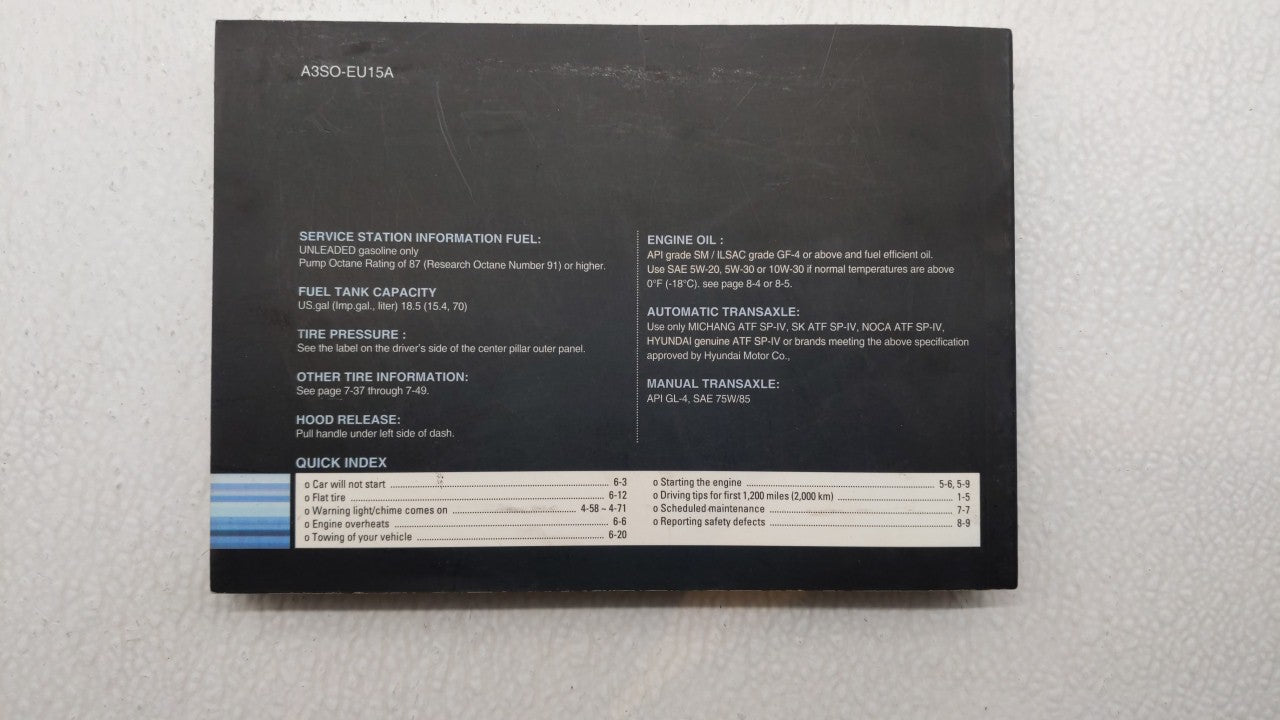 A3SO-EU15A
SERVICE STATION INFORMATION FUEL:
UNLEADED gasoline only
Pump Octane Rating of 87 (Research Octane Number 91) or higher.
FUEL TANK CAPACITY
US.gal (Imp.gal., liter) 18.5 (15.4, 70)
TIRE PRESSURE :
See the label on the driver's side of the center pillar outer panel.
OTHER TIRE INFORMATION:
See page 7-37 through 7-49.
HOOD RELEASE:
Pull handle under left side of dash.
ENGINE OIL :
API grade SM / ILSAC grade GF-4 or above and fuel efficient oil.
Use SAE 5W-20, 5W-30 or 10W-30 if normal temperatures are above
0°F (-18°C). see page 8-4 or 8-5.
AUTOMATIC TRANSAXLE:
Use only MICHANG ATF SP-IV, SK ATF SP-IV, NOCA ATF SP-IV,
HYUNDAI genuine ATF SP-IV or brands meeting the above specification
approved by Hyundai Motor Co.,
MANUAL TRANSAXLE:
API GL-4, SAE 75W/85
QUICK INDEX
o Car will not start ........ 6-3
o Flat tire ........ 6-12
o Warning light/chime comes on ........ 4-58 ~ 4-71
o Engine overheats ........ 6-6
o Towing of your vehicle ........ 6-20
o Starting the engine ........ 5-6, 5-9
o Driving tips for first 1,200 miles (2,000 km) ........ 1-5
o Scheduled maintenance ........ 7-7
o Reporting safety defects ........ 8-9